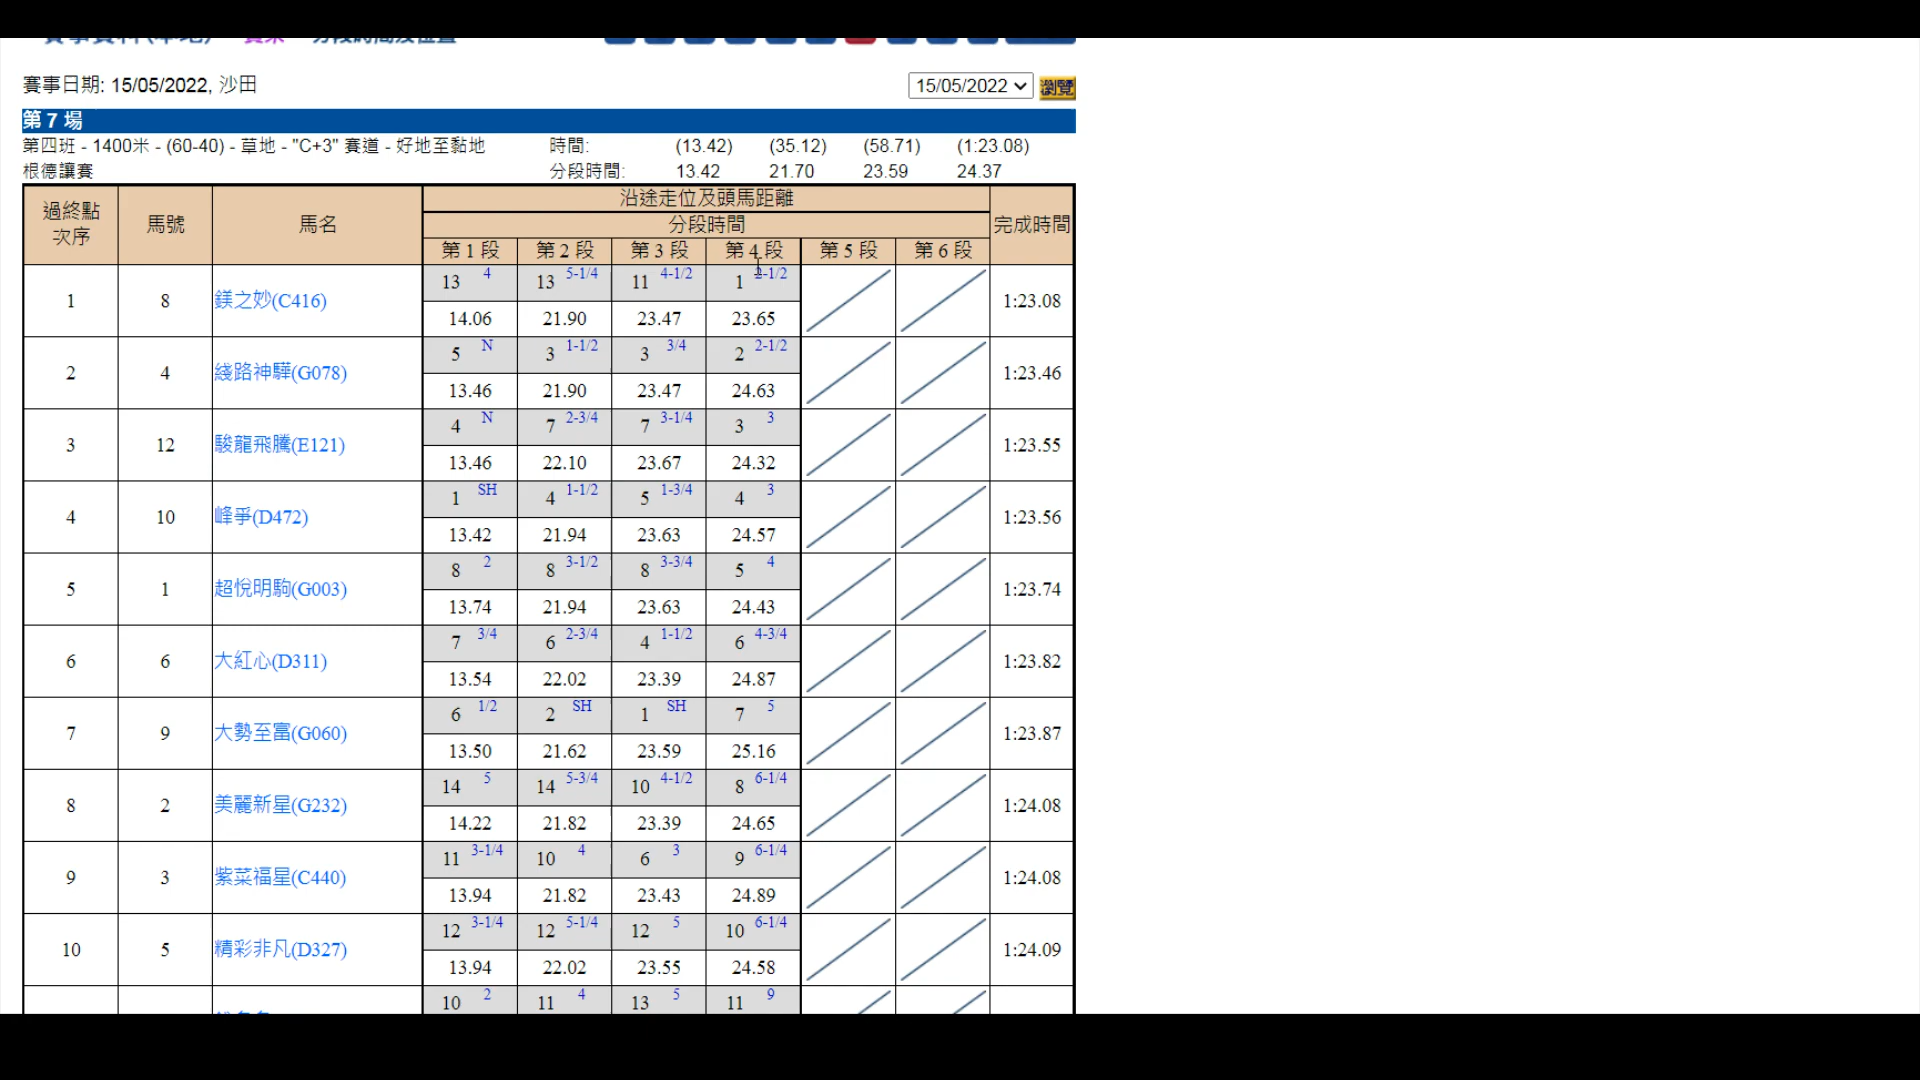 賽事資料(本地) 賽果 分段時間及位置
賽事日期: 15/05/2022, 沙田
15/05/2022
瀏覽
第 7 場
第四班 - 1400米 - (60-40) - 草地 - "C+3" 賽道 - 好地至黏地 時間: (13.42) (35.12) (58.71) (1:23.08)
根德讓賽 分段時間: 13.42 21.70 23.59 24.37
過終點次序 馬號 馬名 沿途走位及頭馬距離 完成時間
分段時間
第 1 段 第 2 段 第 3 段 第 4 段 第 5 段 第 6 段
13 4 13 5-1/4 11 4-1/2 1 2-1/2
1 8 鎂之妙(C416) 1:23.08
14.06 21.90 23.47 23.65
5 N 3 1-1/2 3 3/4 2 2-1/2
2 4 綫路神驊(G078) 1:23.46
13.46 21.90 23.47 24.63
4 N 7 2-3/4 7 3-1/4 3 3
3 12 駿龍飛騰(E121) 1:23.55
13.46 22.10 23.67 24.32
1 SH 4 1-1/2 5 1-3/4 4 3
4 10 峰爭(D472) 1:23.56
13.42 21.94 23.63 24.57
8 2 8 3-1/2 8 3-3/4 5 4
5 1 超悅明駒(G003) 1:23.74
13.74 21.94 23.63 24.43
7 3/4 6 2-3/4 4 1-1/2 6 4-3/4
6 6 大紅心(D311) 1:23.82
13.54 22.02 23.39 24.87
6 1/2 2 SH 1 SH 7 5
7 9 大勢至富(G060) 1:23.87
13.50 21.62 23.59 25.16
14 5 14 5-3/4 10 4-1/2 8 6-1/4
8 2 美麗新星(G232) 1:24.08
14.22 21.82 23.39 24.65
11 3-1/4 10 4 6 3 9 6-1/4
9 3 紫菜福星(C440) 1:24.08
13.94 21.82 23.43 24.89
12 3-1/4 12 5-1/4 12 5 10 6-1/4
10 5 精彩非凡(D327) 1:24.09
13.94 22.02 23.55 24.58
10 2 11 4 13 5 11 9